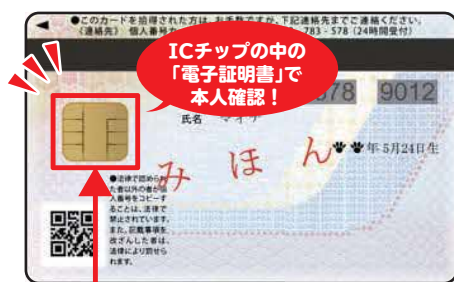 ●このカードを拾得された方は、お手数ですが、下記連絡先までご連絡ください。
〈連絡先〉 個人番号 783-578(24時間受付)
ICチップの中の
「電子証明書」で
本人確認!
678 9012
氏名
年5月24日生
みほん
●法律で認められ
た者以外の者が個
人番号をコピーす
ることは、法律で
禁止されています。
また、記載事項を
改ざんした者は、
法律により罰せら
れます。